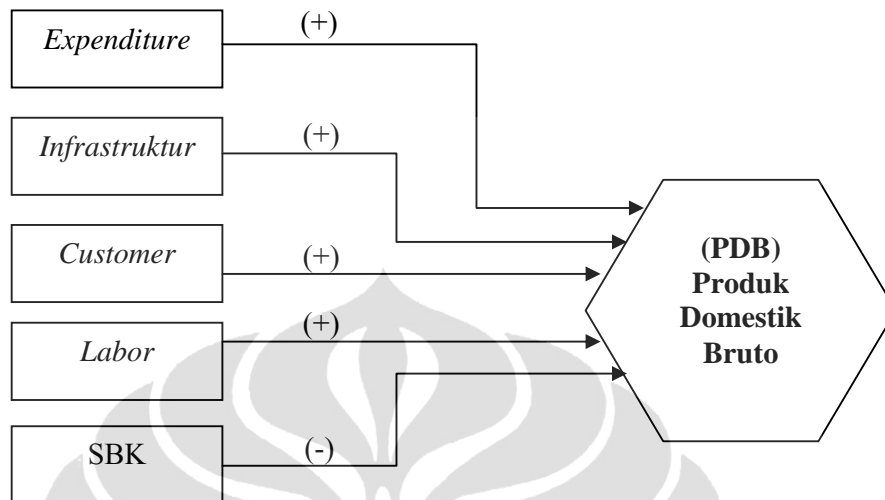 Expenditure
(+)
Infrastruktur
(+)
Customer
(+)
Labor
(+)
SBK
(-)
(PDB)
Produk
Domestik
Bruto